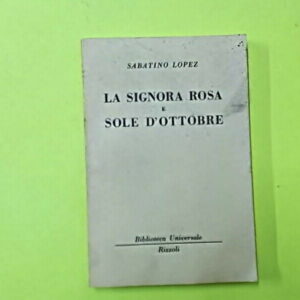 SABATINO LOPEZ
LA SIGNORA ROSA
E
SOLE D'OTTOBRE
Biblioteca Universale
Rizzoli